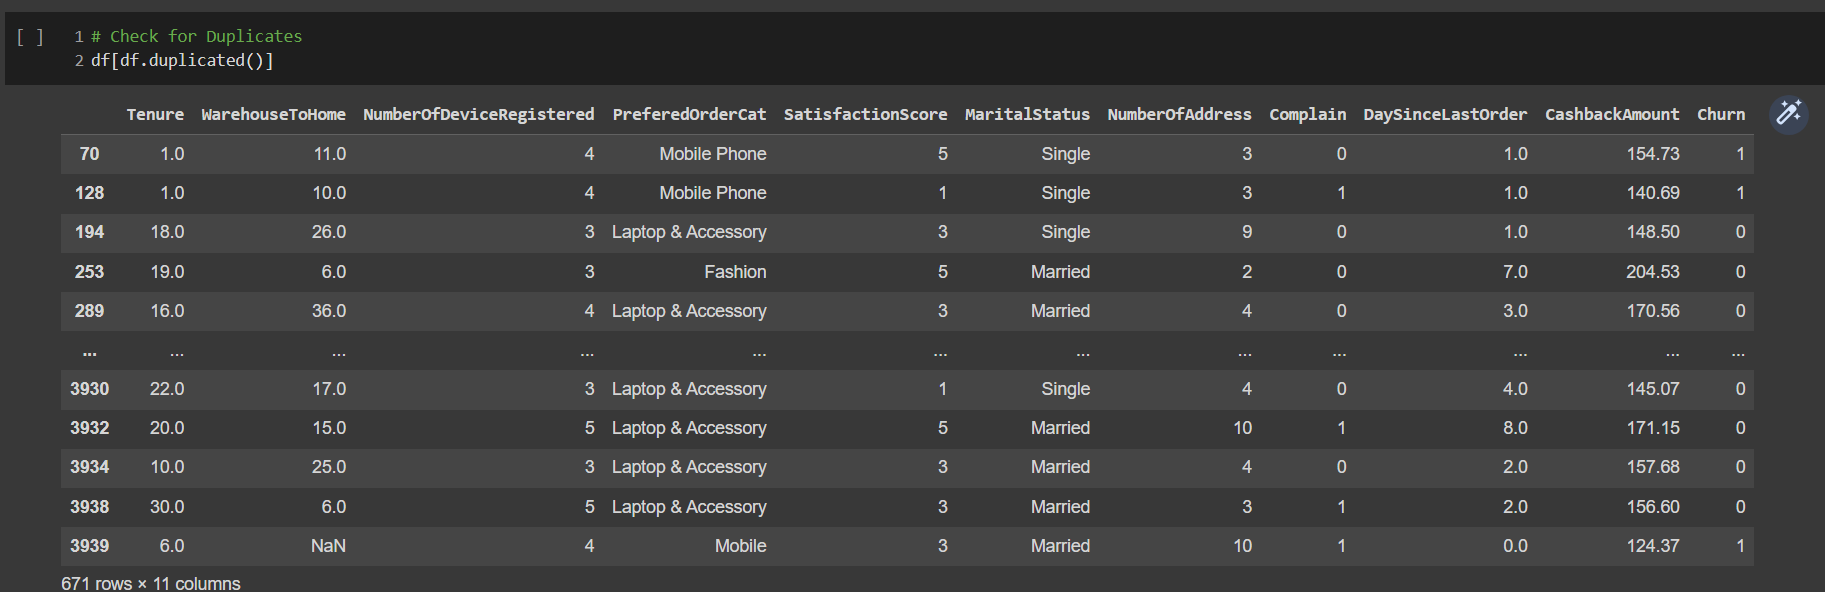 [ ] 1 # Check for Duplicates
2 df[df.duplicated()]
Tenure WarehouseToHome NumberOfDeviceRegistered PreferedOrderCat SatisfactionScore MaritalStatus NumberOfAddress Complain DaySinceLastOrder CashbackAmount Churn
70 1.0 11.0 4 Mobile Phone 5 Single 3 0 1.0 154.73 1
128 1.0 10.0 4 Mobile Phone 1 Single 3 1 1.0 140.69 1
194 18.0 26.0 3 Laptop & Accessory 3 Single 9 0 1.0 148.50 0
253 19.0 6.0 3 Fashion 5 Married 2 0 7.0 204.53 0
289 16.0 36.0 4 Laptop & Accessory 3 Married 4 0 3.0 170.56 0
... ... ... ... ... ... ... ... ... ... ... ...
3930 22.0 17.0 3 Laptop & Accessory 1 Single 4 0 4.0 145.07 0
3932 20.0 15.0 5 Laptop & Accessory 5 Married 10 1 8.0 171.15 0
3934 10.0 25.0 3 Laptop & Accessory 3 Married 4 0 2.0 157.68 0
3938 30.0 6.0 5 Laptop & Accessory 3 Married 3 1 2.0 156.60 0
3939 6.0 NaN 4 Mobile 3 Married 10 1 0.0 124.37 1
671 rows × 11 columns